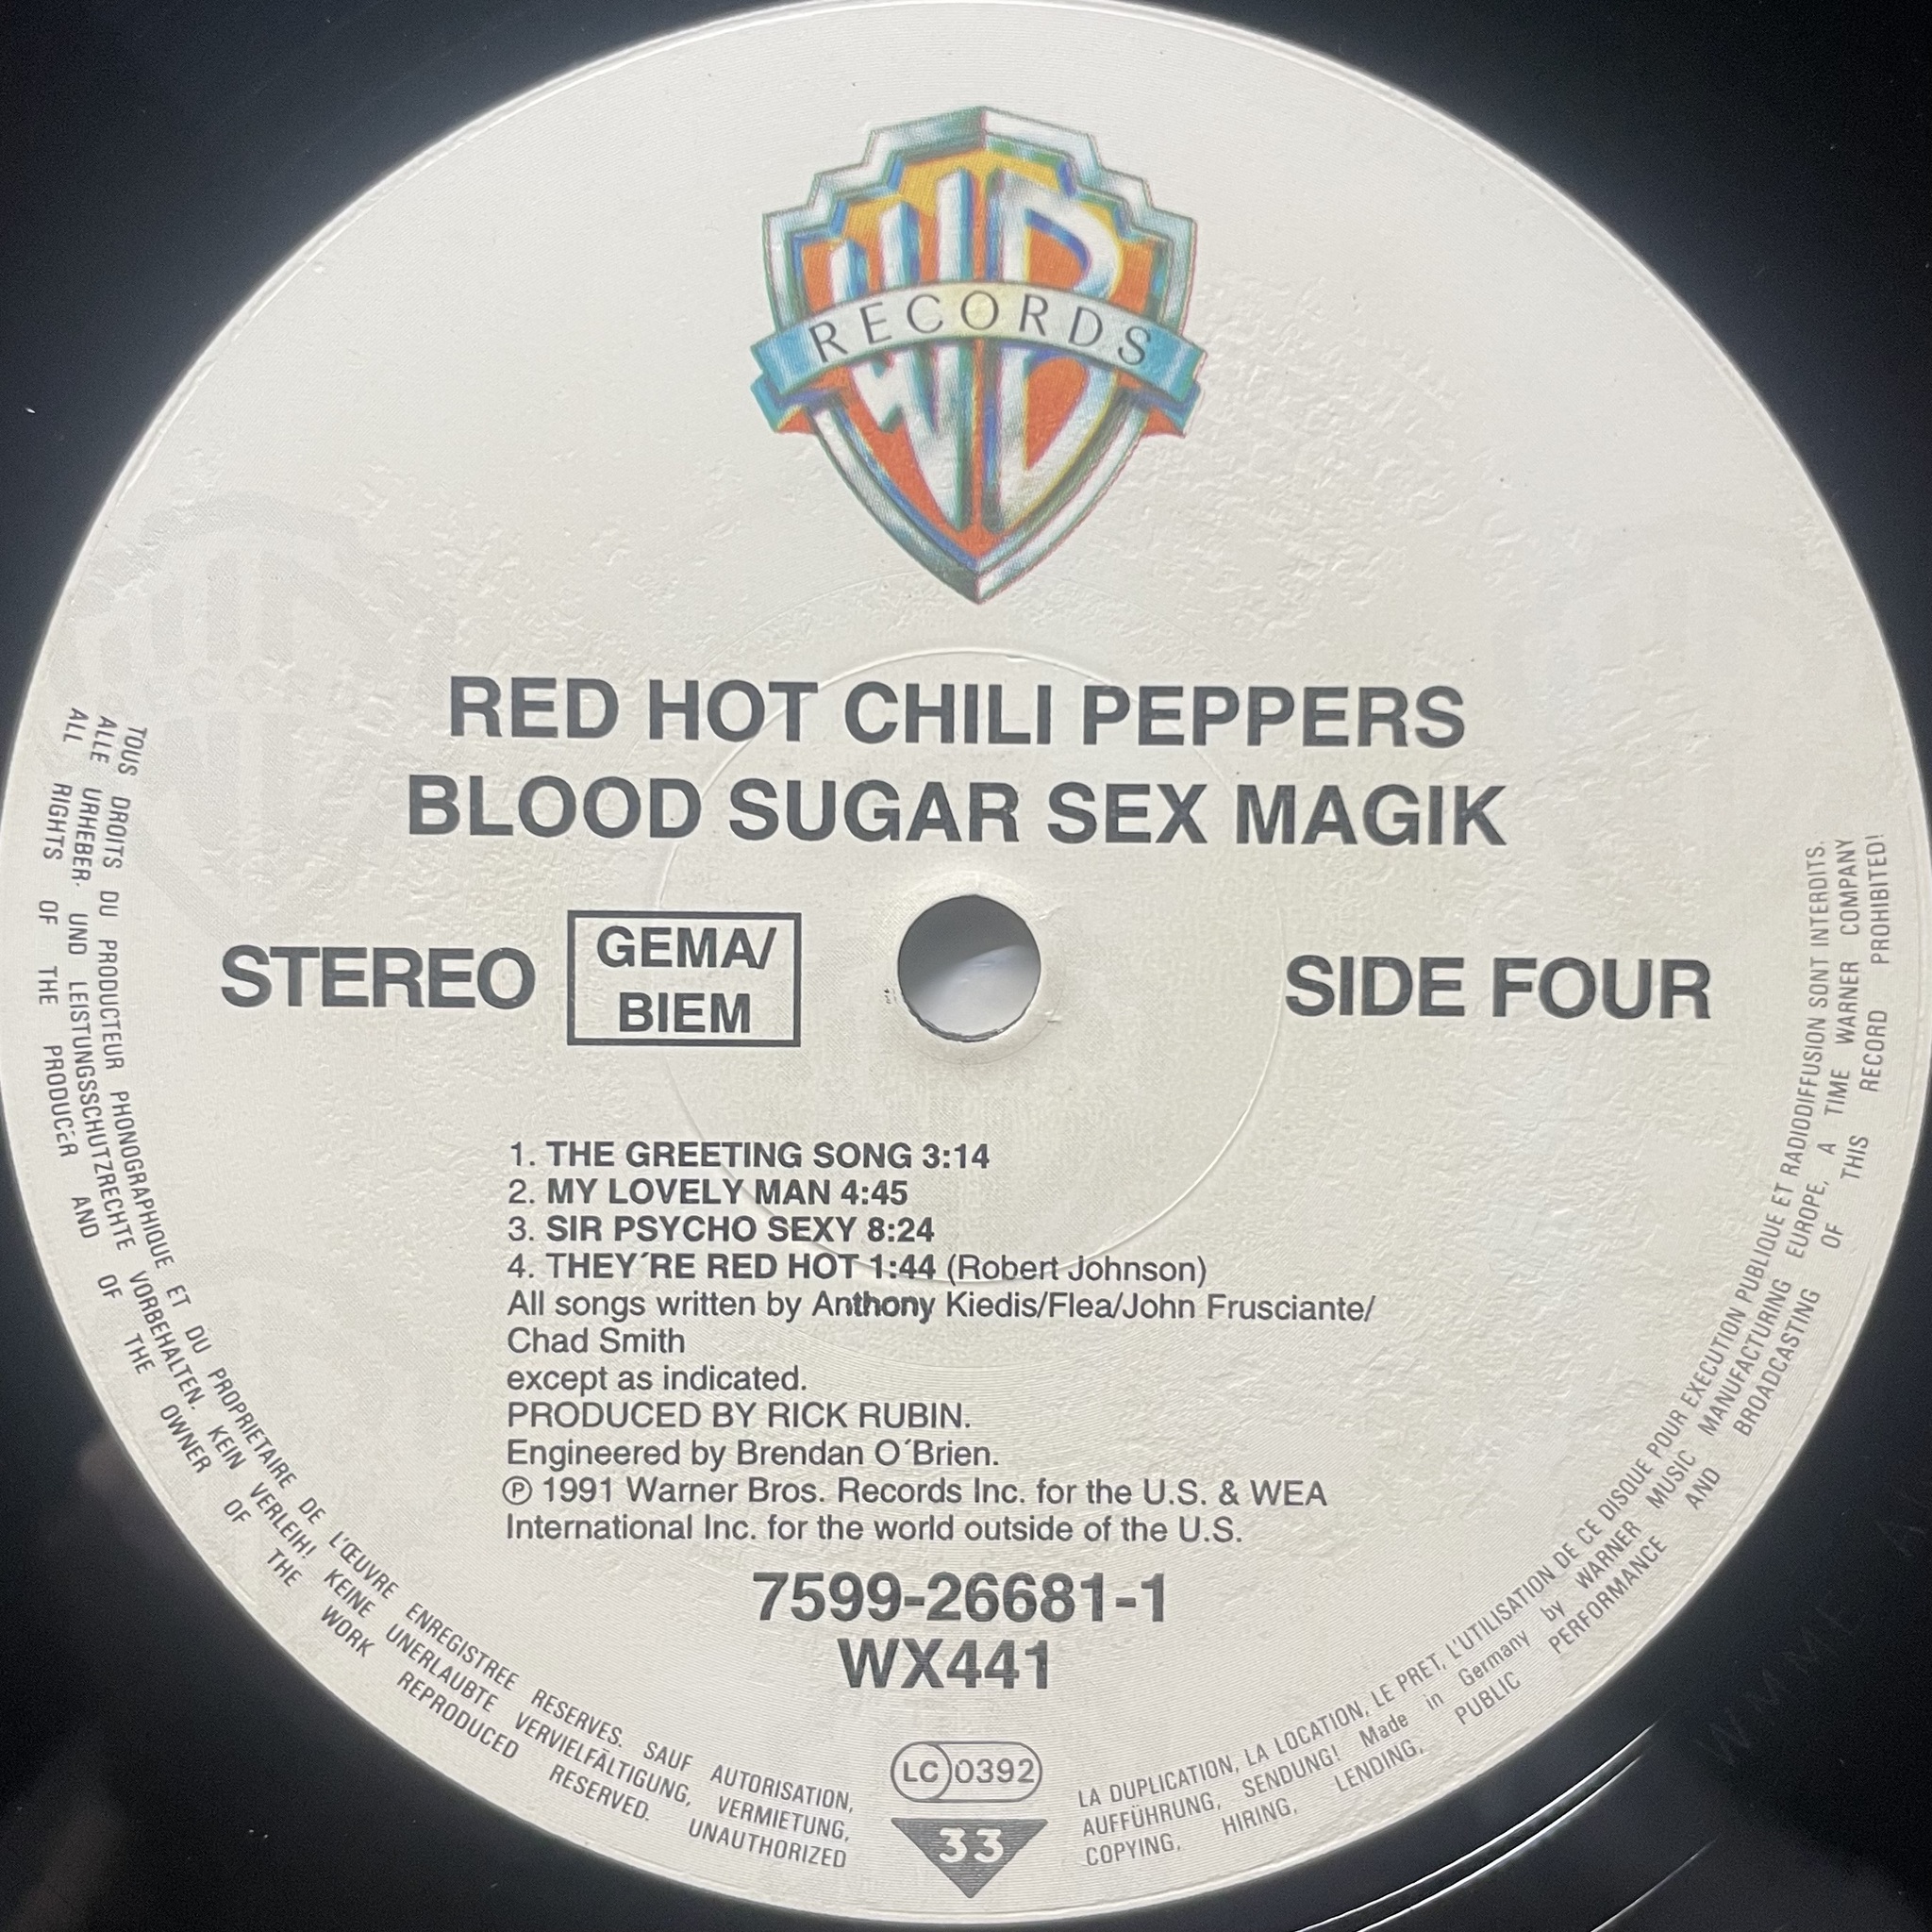 WB
RECORDS
RED HOT CHILI PEPPERS
BLOOD SUGAR SEX MAGIK
STEREO
GEMA/
BIEM
SIDE FOUR
1. THE GREETING SONG 3:14
2. MY LOVELY MAN 4:45
3. SIR PSYCHO SEXY 8:24
4. THEY´RE RED HOT 1:44 (Robert Johnson)
All songs written by Anthony Kiedis/Flea/John Frusciante/
Chad Smith
except as indicated.
PRODUCED BY RICK RUBIN.
Engineered by Brendan O´Brien.
℗ 1991 Warner Bros. Records Inc. for the U.S. & WEA
International Inc. for the world outside of the U.S.
7599-26681-1
WX441
LC 0392
33
TOUS DROITS DU PRODUCTEUR PHONOGRAPHIQUE ET DU PROPRIETAIRE DE L'ŒUVRE ENREGISTREE RESERVES. SAUF AUTORISATION, LA DUPLICATION, LA LOCATION, LE PRET, L'UTILISATION DE CE DISQUE POUR EXECUTION PUBLIQUE ET RADIODIFFUSION SONT INTERDITS.
ALLE URHEBER- UND LEISTUNGSSCHUTZRECHTE VORBEHALTEN. KEIN VERLEIH! KEINE UNERLAUBTE VERVIELFÄLTIGUNG, VERMIETUNG, AUFFÜHRUNG, SENDUNG! Made in Germany by WARNER MUSIC MANUFACTURING EUROPE, A TIME WARNER COMPANY
ALL RIGHTS OF THE PRODUCER AND OF THE OWNER OF THE WORK REPRODUCED RESERVED. UNAUTHORIZED COPYING, HIRING, LENDING, PUBLIC PERFORMANCE AND BROADCASTING OF THIS RECORD PROHIBITED!